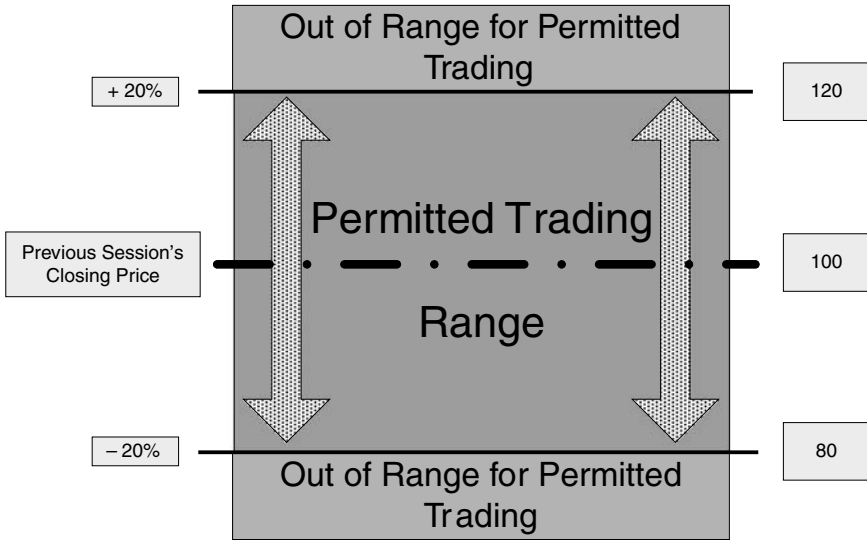 Out of Range for Permitted
Trading
+ 20%
120
Permitted Trading
Previous Session's
Closing Price
100
Range
– 20%
80
Out of Range for Permitted
Trading